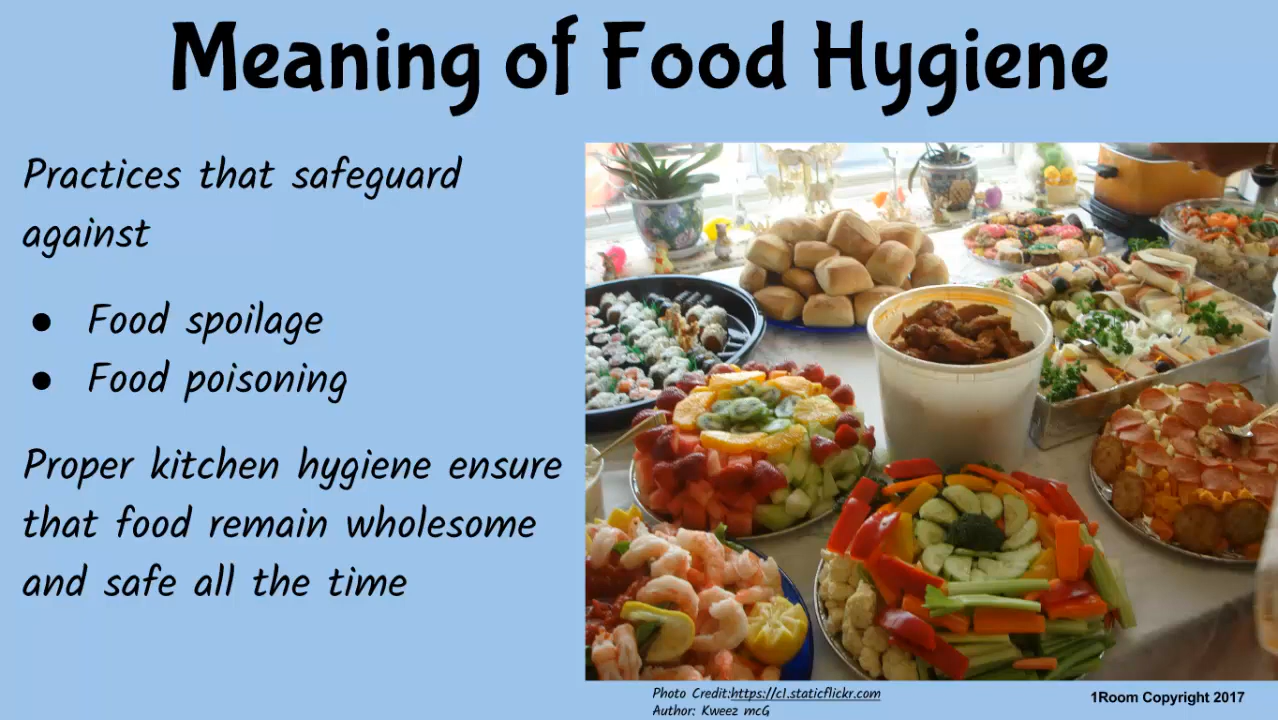 Meaning of Food Hygiene
Practices that safeguard
against
● Food spoilage
● Food poisoning
Proper kitchen hygiene ensure
that food remain wholesome
and safe all the time
Photo Credit:https://c1.staticflickr.com
Author: Kweez mcG
1Room Copyright 2017